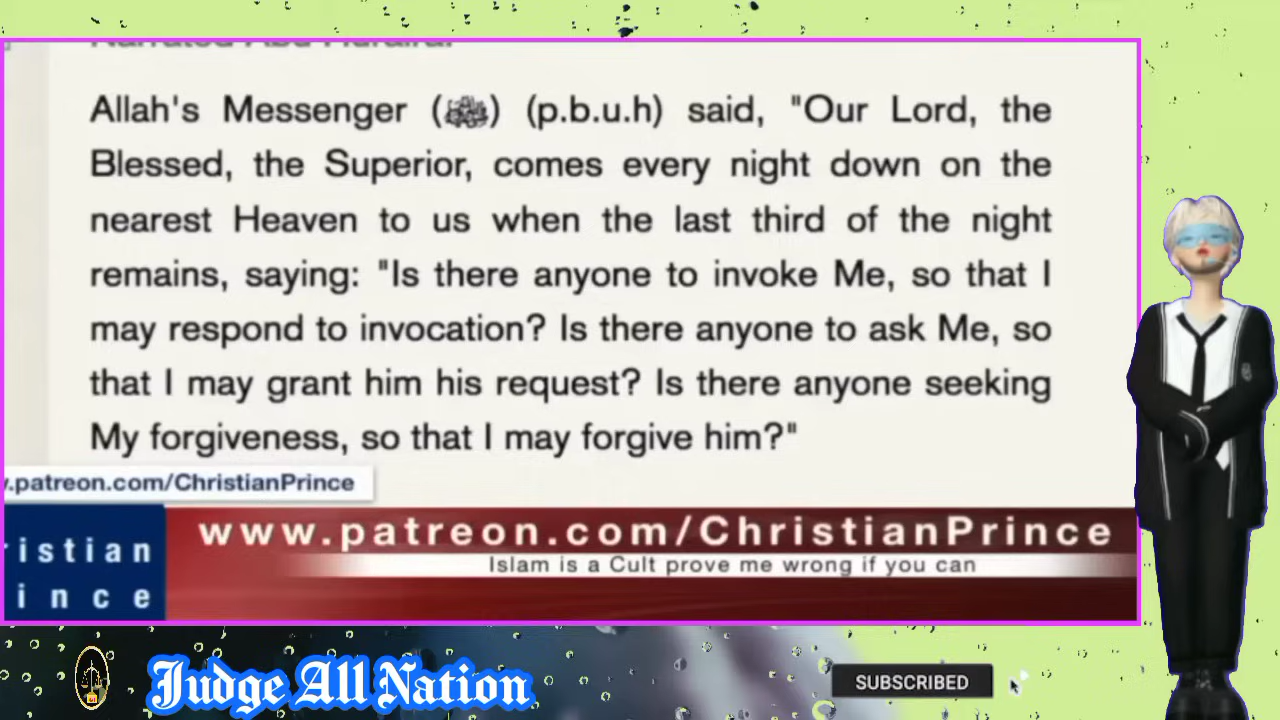 Narrated Abu Huraira:
Allah's Messenger (ﷺ) (p.b.u.h) said, "Our Lord, the
Blessed, the Superior, comes every night down on the
nearest Heaven to us when the last third of the night
remains, saying: "Is there anyone to invoke Me, so that I
may respond to invocation? Is there anyone to ask Me, so
that I may grant him his request? Is there anyone seeking
My forgiveness, so that I may forgive him?"
.patreon.com/ChristianPrince
www.patreon.com/ChristianPrince
ristian
Islam is a Cult prove me wrong if you can
ince
Judge All Nation
SUBSCRIBED